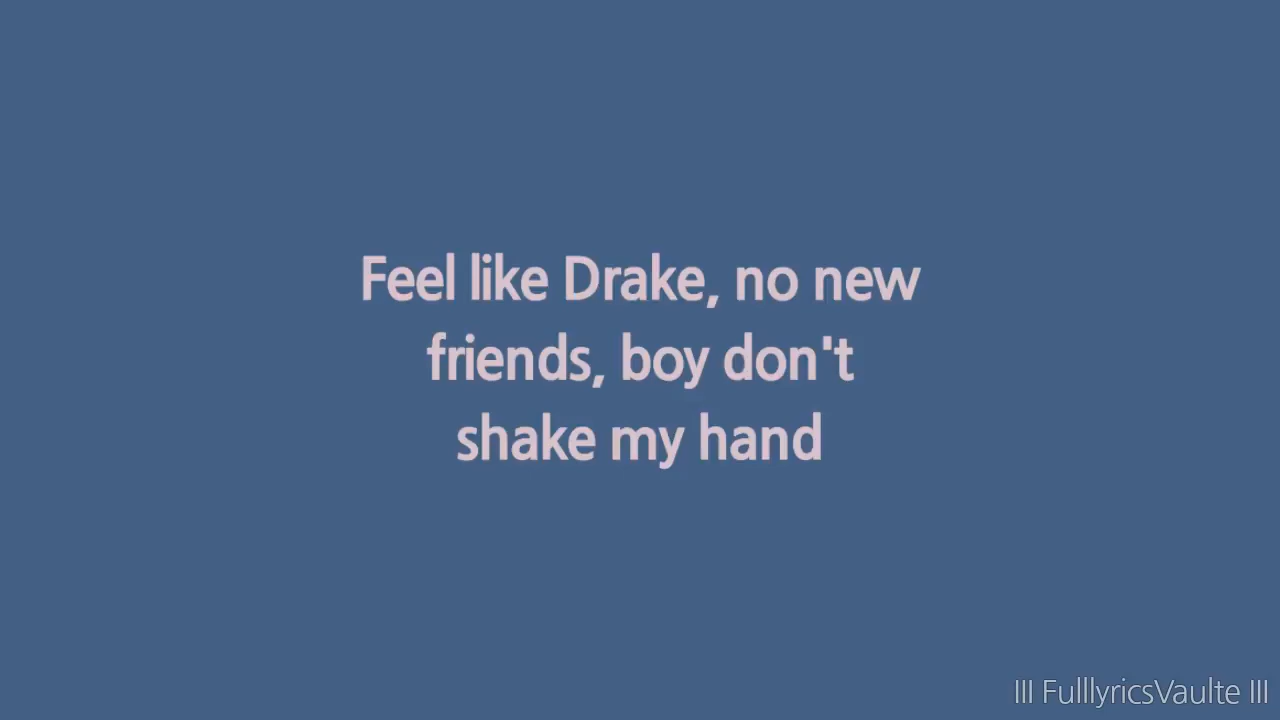 Feel like Drake, no new
friends, boy don't
shake my hand
III FulllyricsVaulte III